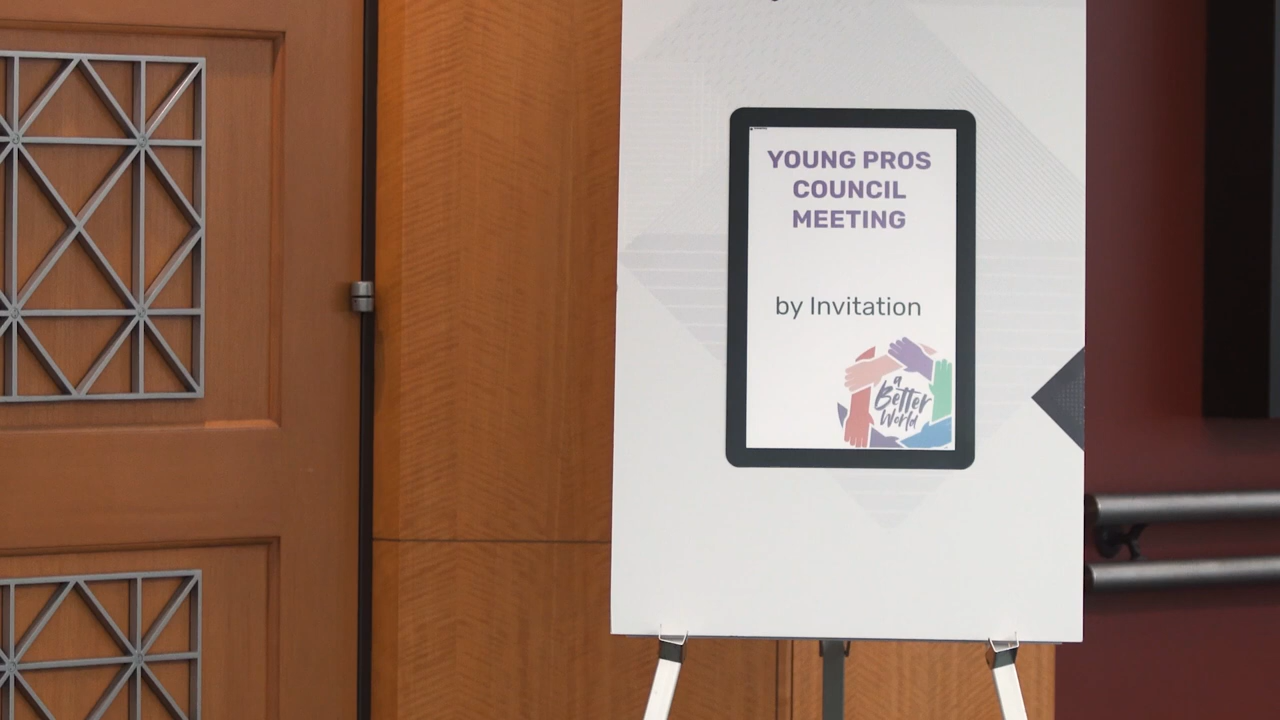 YOUNG PROS
COUNCIL
MEETING
by Invitation
a
Better
World